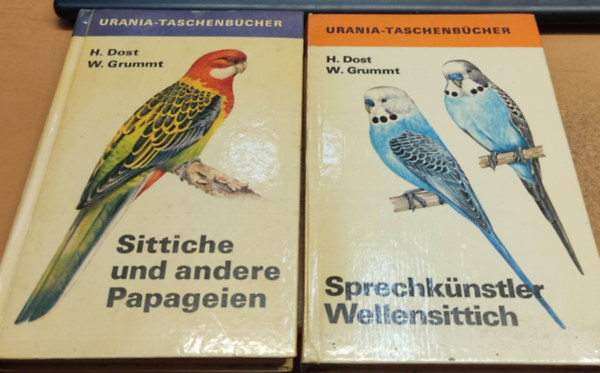 URANIA-TASCHENBÜCHER
H. Dost
W. Grummt
Sittiche
und andere
Papageien
URANIA-TASCHENBÜCHER
H. Dost
W. Grummt
Sprechkünstler
Wellensittich